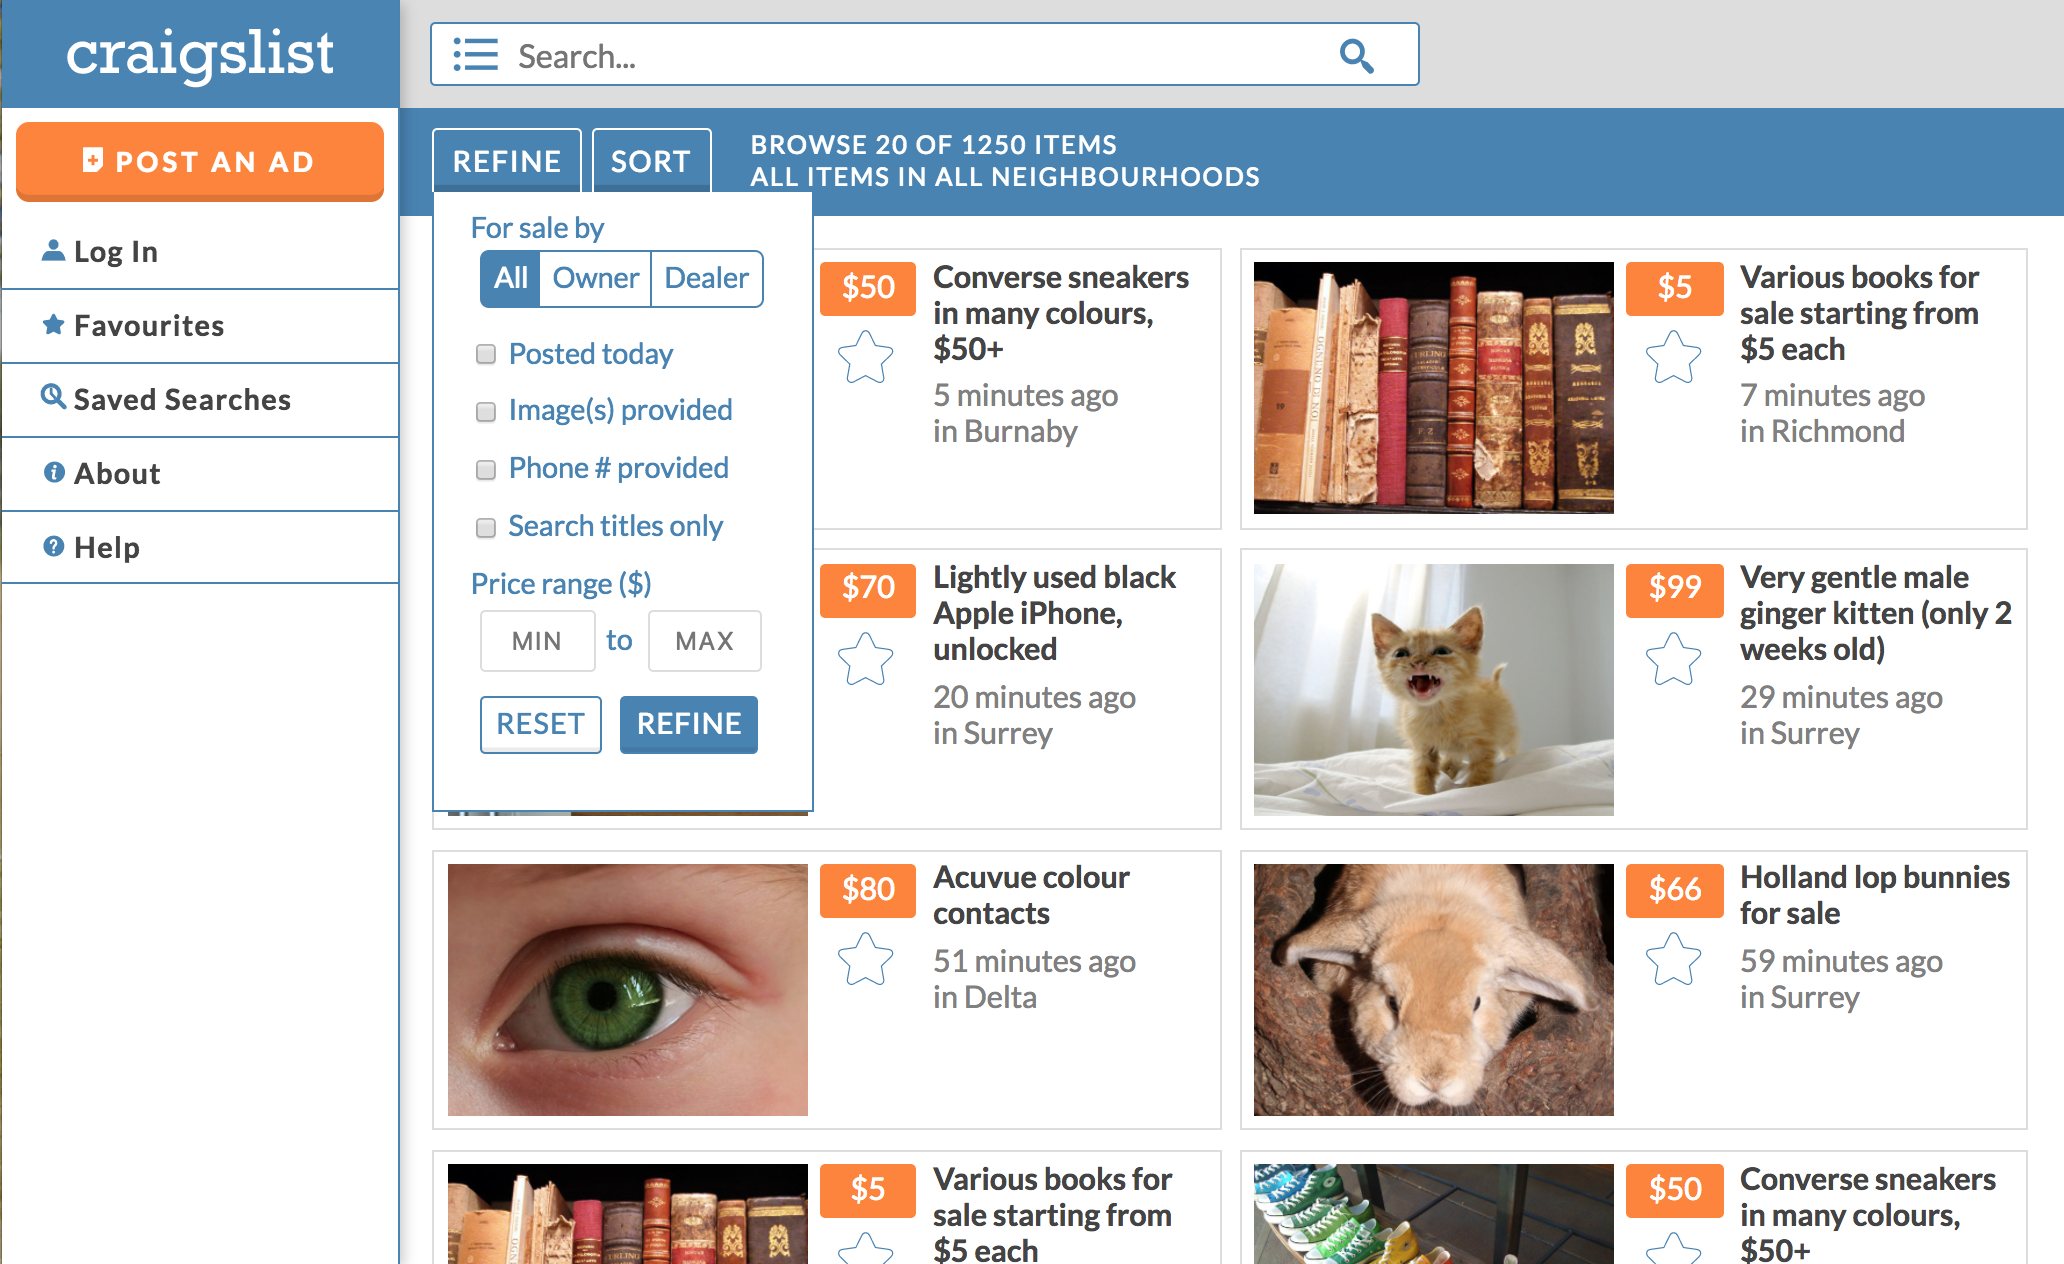 craigslist
Search...
POST AN AD
Log In
Favourites
Saved Searches
About
Help
REFINE
SORT
BROWSE 20 OF 1250 ITEMS
ALL ITEMS IN ALL NEIGHBOURHOODS
For sale by
All
Owner
Dealer
Posted today
Image(s) provided
Phone # provided
Search titles only
Price range ($)
MIN to MAX
RESET
REFINE
$50
Converse sneakers
in many colours,
$50+
5 minutes ago
in Burnaby
$5
Various books for
sale starting from
$5 each
7 minutes ago
in Richmond
$70
Lightly used black
Apple iPhone,
unlocked
20 minutes ago
in Surrey
$99
Very gentle male
ginger kitten (only 2
weeks old)
29 minutes ago
in Surrey
$80
Acuvue colour
contacts
51 minutes ago
in Delta
$66
Holland lop bunnies
for sale
59 minutes ago
in Surrey
$5
Various books for
sale starting from
$5 each
$50
Converse sneakers
in many colours,
$50+